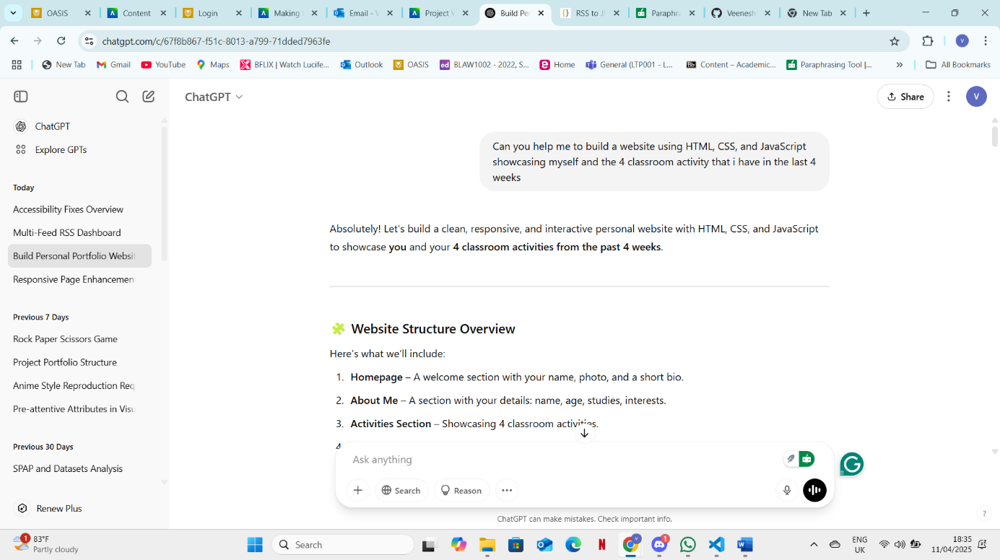 OASIS
Content
Login
Making
Email -
Project
Build Per
RSS to JS
Paraphra
Veenesh
New Tab
chatgpt.com/c/67f8b867-f51c-8013-a799-71dded7963fe
V
New Tab
Gmail
YouTube
Maps
BFLIX | Watch Lucife...
Outlook
OASIS
BLAW1002 - 2022, S...
Home
General (LTP001 - L...
Content – Academic...
Paraphrasing Tool |...
»
All Bookmarks
ChatGPT
Share
V
ChatGPT
Explore GPTs
Today
Accessibility Fixes Overview
Multi-Feed RSS Dashboard
Build Personal Portfolio Websit
Responsive Page Enhancemen
Previous 7 Days
Rock Paper Scissors Game
Project Portfolio Structure
Anime Style Reproduction Req
Pre-attentive Attributes in Visu
Previous 30 Days
SPAP and Datasets Analysis
Renew Plus
Can you help me to build a website using HTML, CSS, and JavaScript
showcasing myself and the 4 classroom activity that i have in the last 4
weeks
Absolutely! Let's build a clean, responsive, and interactive personal website with HTML, CSS, and JavaScript
to showcase you and your 4 classroom activities from the past 4 weeks.
Website Structure Overview
Here's what we'll include:
1. Homepage – A welcome section with your name, photo, and a short bio.
2. About Me – A section with your details: name, age, studies, interests.
3. Activities Section – Showcasing 4 classroom activities.
Ask anything
Search
Reason
ChatGPT can make mistakes. Check important info.
?
1
83°F
Partly cloudy
Search
1
ENG
UK
18:35
11/04/2025